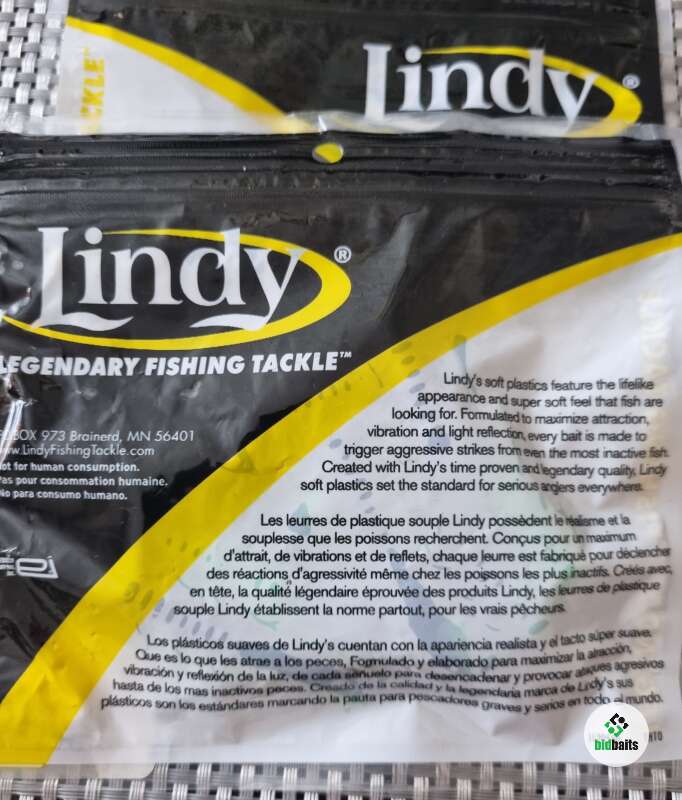 CKLE™
Lindy®
Lindy®
LEGENDARY FISHING TACKLE™
BOX 973 Brainerd, MN 56401
www.LindyFishingTackle.com
not for human consumption.
Pas pour consommation humaine.
No para consumo humano.
Lindy's soft plastics feature the lifelike
appearance and super soft feel that fish are
looking for. Formulated to maximize attraction,
vibration and light reflection, every bait is made to
trigger aggressive strikes from even the most inactive fish.
Created with Lindy's time proven and legendary quality, Lindy
soft plastics set the standard for serious anglers everywhere.
Les leurres de plastique souple Lindy possèdent le réalisme et la
souplesse que les poissons recherchent. Conçus pour un maximum
d'attrait, de vibrations et de reflets, chaque leurre est fabriqué pour déclencher
des réactions d'agressivité même chez les poissons les plus inactifs. Créés avec,
en tête, la qualité légendaire éprouvée des produits Lindy, les leurres de plastique
souple Lindy établissent la norme partout, pour les vrais pêcheurs.
Los plásticos suaves de Lindy's cuentan con la apariencia realista y el tacto súper suave.
Que es lo que les atrae a los peces, Formulado y elaborado para maximizar la atracción,
vibración y reflexión de la luz, de cada señuelo para desencadenar y provocar ataques agresivos
hasta de los mas inactivos peces. Creado de la calidad y la legendaria marca de Lindy's sus
plásticos son los estándares marcando la pauta para pescadores graves y serios en todo el mundo.
bidbaits